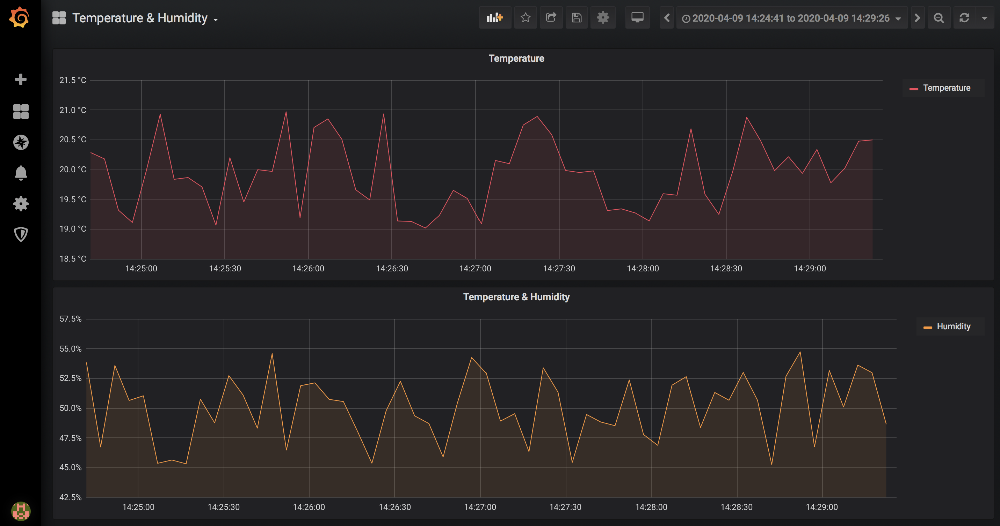 Temperature & Humidity
2020-04-09 14:24:41 to 2020-04-09 14:29:26
Temperature
21.5 °C
21.0 °C
20.5 °C
20.0 °C
19.5 °C
19.0 °C
18.5 °C
14:25:00 14:25:30 14:26:00 14:26:30 14:27:00 14:27:30 14:28:00 14:28:30 14:29:00
Temperature
Temperature & Humidity
57.5%
55.0%
52.5%
50.0%
47.5%
45.0%
42.5%
14:25:00 14:25:30 14:26:00 14:26:30 14:27:00 14:27:30 14:28:00 14:28:30 14:29:00
Humidity